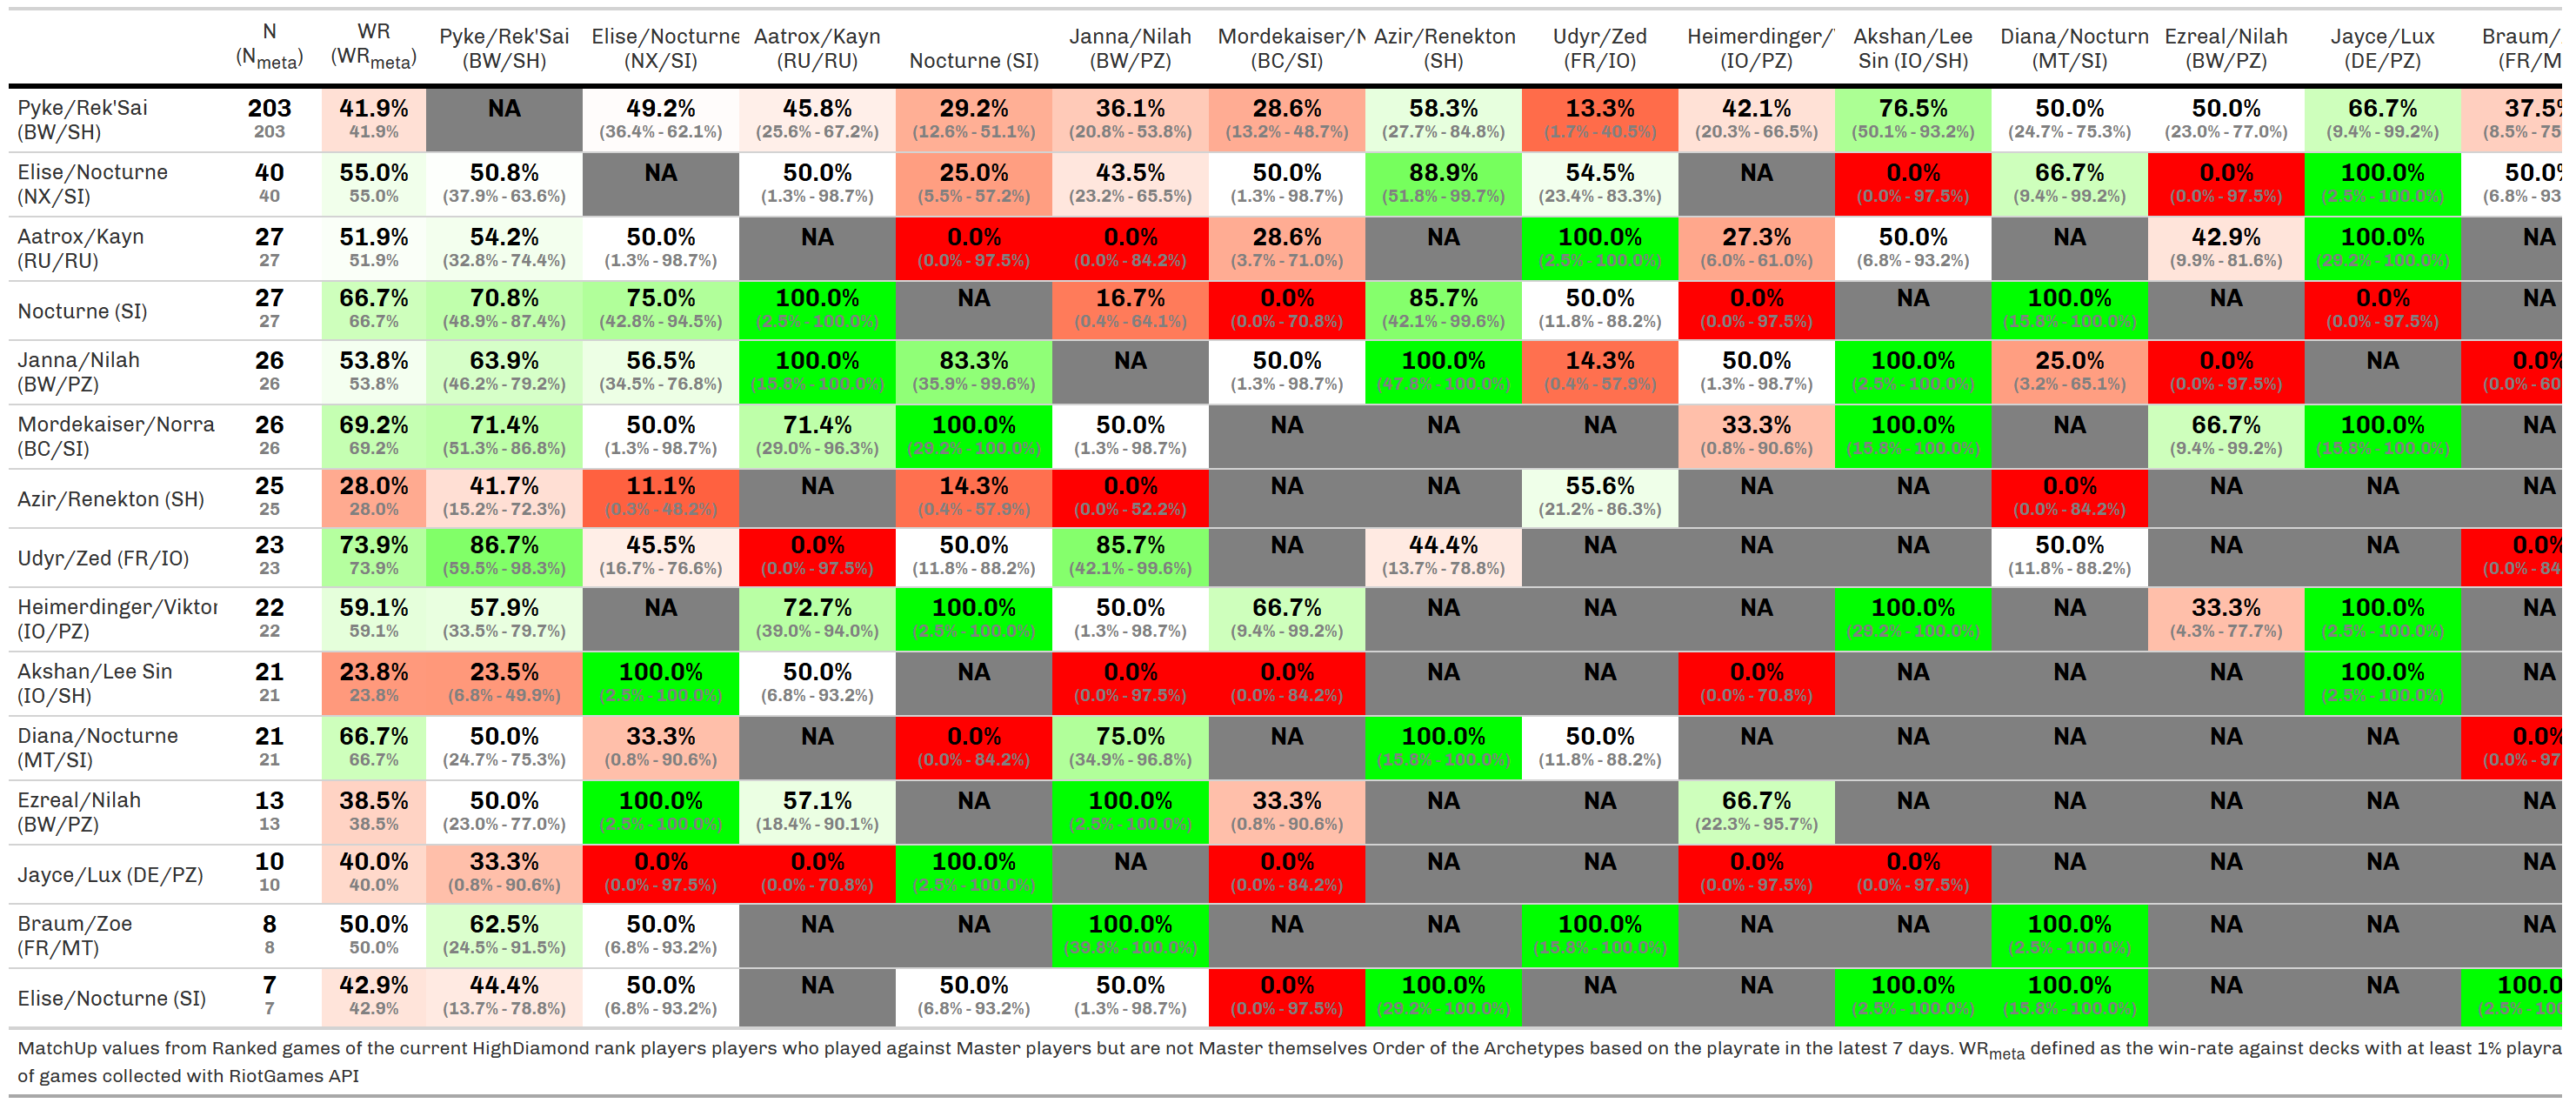 N WR Pyke/Rek'Sai Elise/Nocturne Aatrox/Kayn Nocturne (SI) Janna/Nilah Mordekaiser/N Azir/Renekton Udyr/Zed Heimerdinger/ Akshan/Lee Diana/Nocturn Ezreal/Nilah Jayce/Lux Braum/
(Nmeta) (WRmeta) (BW/SH) (NX/SI) (RU/RU) (BW/PZ) (BC/SI) (SH) (FR/IO) (IO/PZ) Sin (IO/SH) (MT/SI) (BW/PZ) (DE/PZ) (FR/M
Pyke/Rek'Sai 203 41.9% NA 49.2% 45.8% 29.2% 36.1% 28.6% 58.3% 13.3% 42.1% 76.5% 50.0% 50.0% 66.7% 37.5%
(BW/SH) 203 41.9% (36.4% - 62.1%) (25.6% - 67.2%) (12.6% - 51.1%) (20.8% - 53.8%) (13.2% - 48.7%) (27.7% - 84.8%) (1.7% - 40.5%) (20.3% - 66.5%) (50.1% - 93.2%) (24.7% - 75.3%) (23.0% - 77.0%) (9.4% - 99.2%) (8.5% - 75
Elise/Nocturne 40 55.0% 50.8% NA 50.0% 25.0% 43.5% 50.0% 88.9% 54.5% NA 0.0% 66.7% 0.0% 100.0% 50.0%
(NX/SI) 40 55.0% (37.9% - 63.6%) (1.3% - 98.7%) (5.5% - 57.2%) (23.2% - 65.5%) (1.3% - 98.7%) (51.8% - 99.7%) (23.4% - 83.3%) (0.0% - 97.5%) (9.4% - 99.2%) (0.0% - 97.5%) (2.5% - 100.0%) (6.8% - 93
Aatrox/Kayn 27 51.9% 54.2% 50.0% NA 0.0% 0.0% 28.6% NA 100.0% 27.3% 50.0% NA 42.9% 100.0% NA
(RU/RU) 27 51.9% (32.8% - 74.4%) (1.3% - 98.7%) (0.0% - 97.5%) (0.0% - 84.2%) (3.7% - 71.0%) (2.5% - 100.0%) (6.0% - 61.0%) (6.8% - 93.2%) (9.9% - 81.6%) (29.2% - 100.0%)
Nocturne (SI) 27 66.7% 70.8% 75.0% 100.0% NA 16.7% 0.0% 85.7% 50.0% 0.0% NA 100.0% NA 0.0% NA
27 66.7% (48.9% - 87.4%) (42.8% - 94.5%) (2.5% - 100.0%) (0.4% - 64.1%) (0.0% - 70.8%) (42.1% - 99.6%) (11.8% - 88.2%) (0.0% - 97.5%) (15.8% - 100.0%) (0.0% - 97.5%)
Janna/Nilah 26 53.8% 63.9% 56.5% 100.0% 83.3% NA 50.0% 100.0% 14.3% 50.0% 100.0% 25.0% 0.0% NA 0.0%
(BW/PZ) 26 53.8% (46.2% - 79.2%) (34.5% - 76.8%) (15.8% - 100.0%) (35.9% - 99.6%) (1.3% - 98.7%) (47.8% - 100.0%) (0.4% - 57.9%) (1.3% - 98.7%) (2.5% - 100.0%) (3.2% - 65.1%) (0.0% - 97.5%) (0.0% - 60
Mordekaiser/Norra 26 69.2% 71.4% 50.0% 71.4% 100.0% 50.0% NA NA NA 33.3% 100.0% NA 66.7% 100.0% NA
(BC/SI) 26 69.2% (51.3% - 86.8%) (1.3% - 98.7%) (29.0% - 96.3%) (29.2% - 100.0%) (1.3% - 98.7%) (0.8% - 90.6%) (15.8% - 100.0%) (9.4% - 99.2%) (15.8% - 100.0%)
Azir/Renekton (SH) 25 28.0% 41.7% 11.1% NA 14.3% 0.0% NA NA 55.6% NA NA 0.0% NA NA NA
25 28.0% (15.2% - 72.3%) (0.3% - 48.2%) (0.4% - 57.9%) (0.0% - 52.2%) (21.2% - 86.3%) (0.0% - 84.2%)
Udyr/Zed (FR/IO) 23 73.9% 86.7% 45.5% 0.0% 50.0% 85.7% NA 44.4% NA NA NA 50.0% NA NA 0.0%
23 73.9% (59.5% - 98.3%) (16.7% - 76.6%) (0.0% - 97.5%) (11.8% - 88.2%) (42.1% - 99.6%) (13.7% - 78.8%) (11.8% - 88.2%) (0.0% - 84
Heimerdinger/Viktor 22 59.1% 57.9% NA 72.7% 100.0% 50.0% 66.7% NA NA NA 100.0% NA 33.3% 100.0% NA
(IO/PZ) 22 59.1% (33.5% - 79.7%) (39.0% - 94.0%) (2.5% - 100.0%) (1.3% - 98.7%) (9.4% - 99.2%) (29.2% - 100.0%) (4.3% - 77.7%) (2.5% - 100.0%)
Akshan/Lee Sin 21 23.8% 23.5% 100.0% 50.0% NA 0.0% 0.0% NA NA 0.0% NA NA NA 100.0% NA
(IO/SH) 21 23.8% (6.8% - 49.9%) (2.5% - 100.0%) (6.8% - 93.2%) (0.0% - 97.5%) (0.0% - 84.2%) (0.0% - 70.8%) (2.5% - 100.0%)
Diana/Nocturne 21 66.7% 50.0% 33.3% NA 0.0% 75.0% NA 100.0% 50.0% NA NA NA NA NA 0.0%
(MT/SI) 21 66.7% (24.7% - 75.3%) (0.8% - 90.6%) (0.0% - 84.2%) (34.9% - 96.8%) (15.8% - 100.0%) (11.8% - 88.2%) (0.0% - 97
Ezreal/Nilah 13 38.5% 50.0% 100.0% 57.1% NA 100.0% 33.3% NA NA 66.7% NA NA NA NA NA
(BW/PZ) 13 38.5% (23.0% - 77.0%) (2.5% - 100.0%) (18.4% - 90.1%) (2.5% - 100.0%) (0.8% - 90.6%) (22.3% - 95.7%)
Jayce/Lux (DE/PZ) 10 40.0% 33.3% 0.0% 0.0% 100.0% NA 0.0% NA NA 0.0% 0.0% NA NA NA NA
10 40.0% (0.8% - 90.6%) (0.0% - 97.5%) (0.0% - 70.8%) (2.5% - 100.0%) (0.0% - 84.2%) (0.0% - 97.5%) (0.0% - 97.5%)
Braum/Zoe 8 50.0% 62.5% 50.0% NA NA 100.0% NA NA 100.0% NA NA 100.0% NA NA NA
(FR/MT) 8 50.0% (24.5% - 91.5%) (6.8% - 93.2%) (39.8% - 100.0%) (15.8% - 100.0%) (2.5% - 100.0%)
Elise/Nocturne (SI) 7 42.9% 44.4% 50.0% NA 50.0% 50.0% 0.0% 100.0% NA NA 100.0% 100.0% NA NA 100.0
7 42.9% (13.7% - 78.8%) (6.8% - 93.2%) (6.8% - 93.2%) (1.3% - 98.7%) (0.0% - 97.5%) (29.2% - 100.0%) (2.5% - 100.0%) (15.8% - 100.0%) (2.5% - 100
MatchUp values from Ranked games of the current HighDiamond rank players players who played against Master players but are not Master themselves Order of the Archetypes based on the playrate in the latest 7 days. WRmeta defined as the win-rate against decks with at least 1% playra
of games collected with RiotGames API